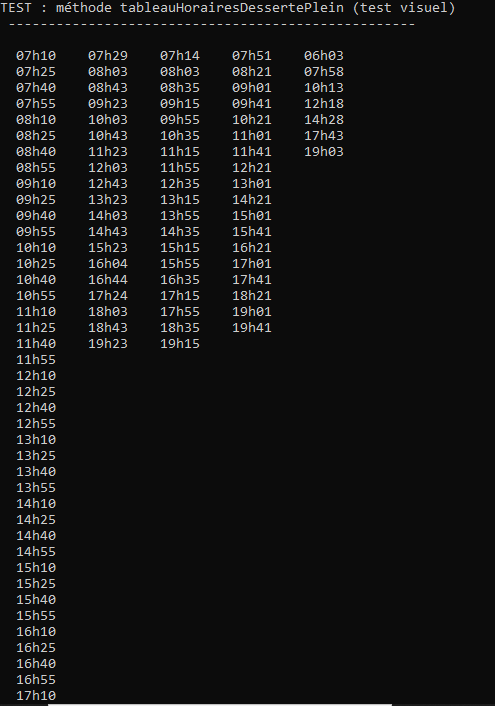 TEST : méthode tableauHorairesDessertePlein (test visuel)
---------------------------------------------------
07h10 07h29 07h14 07h51 06h03
07h25 08h03 08h03 08h21 07h58
07h40 08h43 08h35 09h01 10h13
07h55 09h23 09h15 09h41 12h18
08h10 10h03 09h55 10h21 14h28
08h25 10h43 10h35 11h01 17h43
08h40 11h23 11h15 11h41 19h03
08h55 12h03 11h55 12h21
09h10 12h43 12h35 13h01
09h25 13h23 13h15 14h21
09h40 14h03 13h55 15h01
09h55 14h43 14h35 15h41
10h10 15h23 15h15 16h21
10h25 16h04 15h55 17h01
10h40 16h44 16h35 17h41
10h55 17h24 17h15 18h21
11h10 18h03 17h55 19h01
11h25 18h43 18h35 19h41
11h40 19h23 19h15
11h55
12h10
12h25
12h40
12h55
13h10
13h25
13h40
13h55
14h10
14h25
14h40
14h55
15h10
15h25
15h40
15h55
16h10
16h25
16h40
16h55
17h10